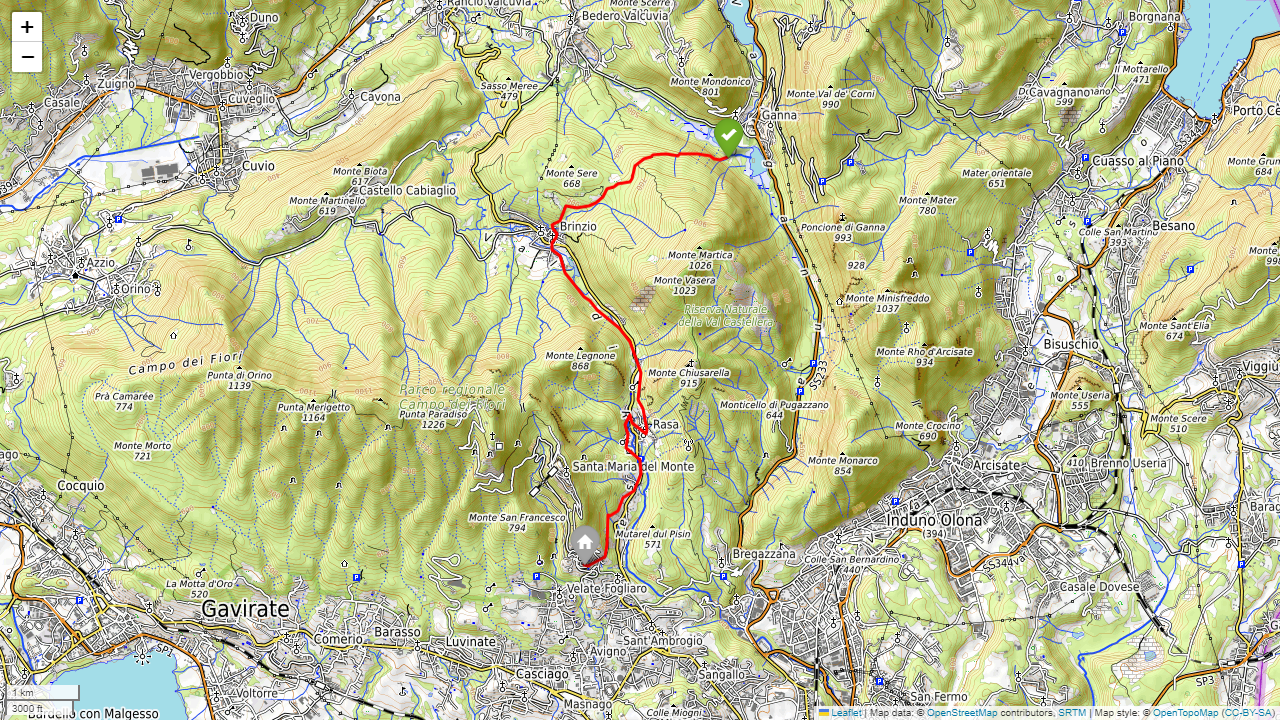 +
−
Duno
Rancio Valcuvia
Monte Scerre
Bedero Valcuvia
Borgnana
Zuigno
Vergobbio
Cuveglio
Casale
Cavona
Sasso Meree
479
Monte Mondonico
801
Monte Val de' Corni
990
Il Mottarello
471
Cavagnano
599
Porto Ce
Ganna
Cuvio
Monte Biota
617
Castello Cabiaglio
Monte Martinello
619
Monte Sere
668
Cuasso al Piano
Mater orientale
651
Monte Grum
684
Monte Mater
780
Brinzio
Poncione di Ganna
993
Besano
Colle San Martino
393
Azzio
Orino
Monte Martica
1026
928
Monte Vasera
1023
Monte Minisfreddo
1037
Riserva Naturale
della Val Castellera
Monte Sant'Elia
674
Campo dei Fiori
Monte Legnone
868
Bisuschio
Monte Rho d'Arcisate
934
Viggiù
Punta di Orino
1139
Monte Chiusarella
915
SS233
Prà Camarée
774
Parco regionale
Campo dei Fiori
Punta Merigetto
1164
Punta Paradiso
1226
Monticello di Pugazzano
644
Monte Useria
555
Monte Scere
510
Rasa
Monte Crocino
690
Monte Morto
721
Santa Maria del Monte
Monte Monarco
854
Arcisate
410
Brenno Useria
Cocquio
Monte San Francesco
794
Induno Olona
(394)
Mutarel dul Pisin
571
Bregazzana
Colle San Bernardino
440
SS344
La Motta d'Oro
520
Velate
Fogliaro
Casale Dovese
Gavirate
Comerio
Barasso
Luvinate
Sant'Ambrogio
Avigno
Casciago
Sangallo
SP1
SP3
Voltorre
Masnago
San Fermo
Colle Miogni
Bardello con Malgesso
1 km
3000 ft
Leaflet | Map data: © OpenStreetMap contributors, SRTM | Map style: © OpenTopoMap (CC-BY-SA)